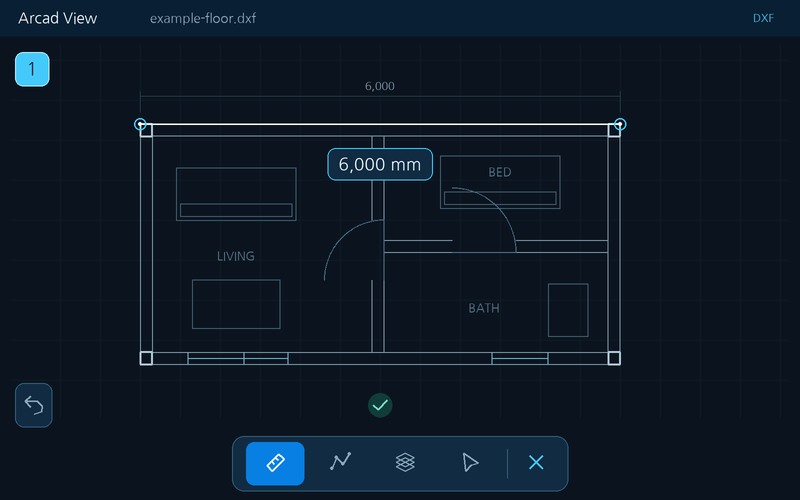 Arcad View
example-floor.dxf
DXF
1
6,000
6,000 mm
BED
LIVING
BATH